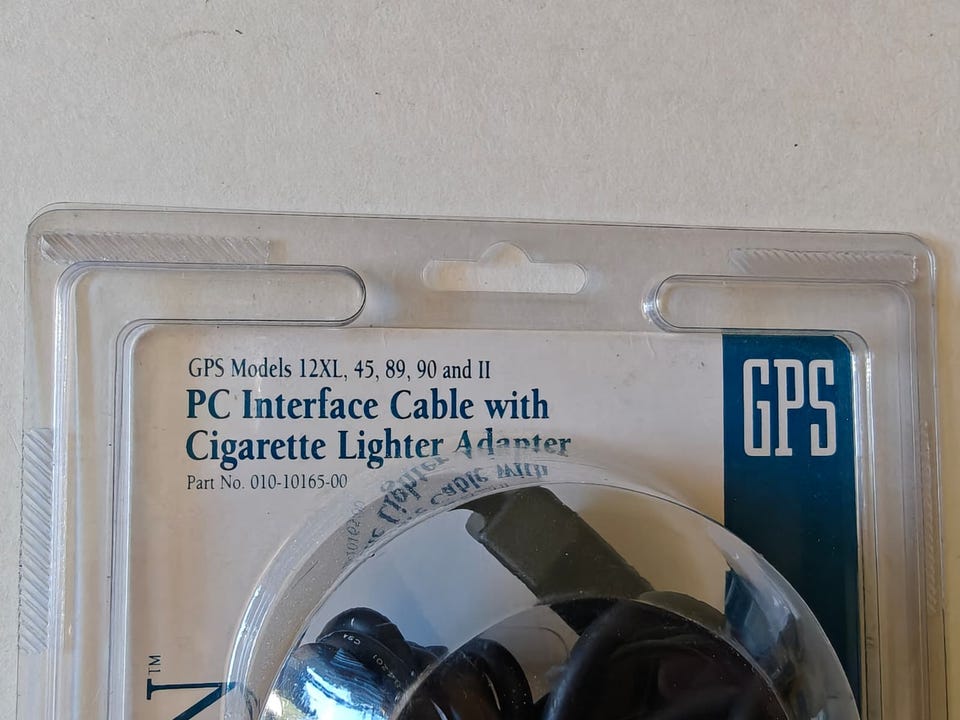 GPS Models 12XL, 45, 89, 90 and II
PC Interface Cable with
Cigarette Lighter Adapter
Part No. 010-10165-00
GPS
N™